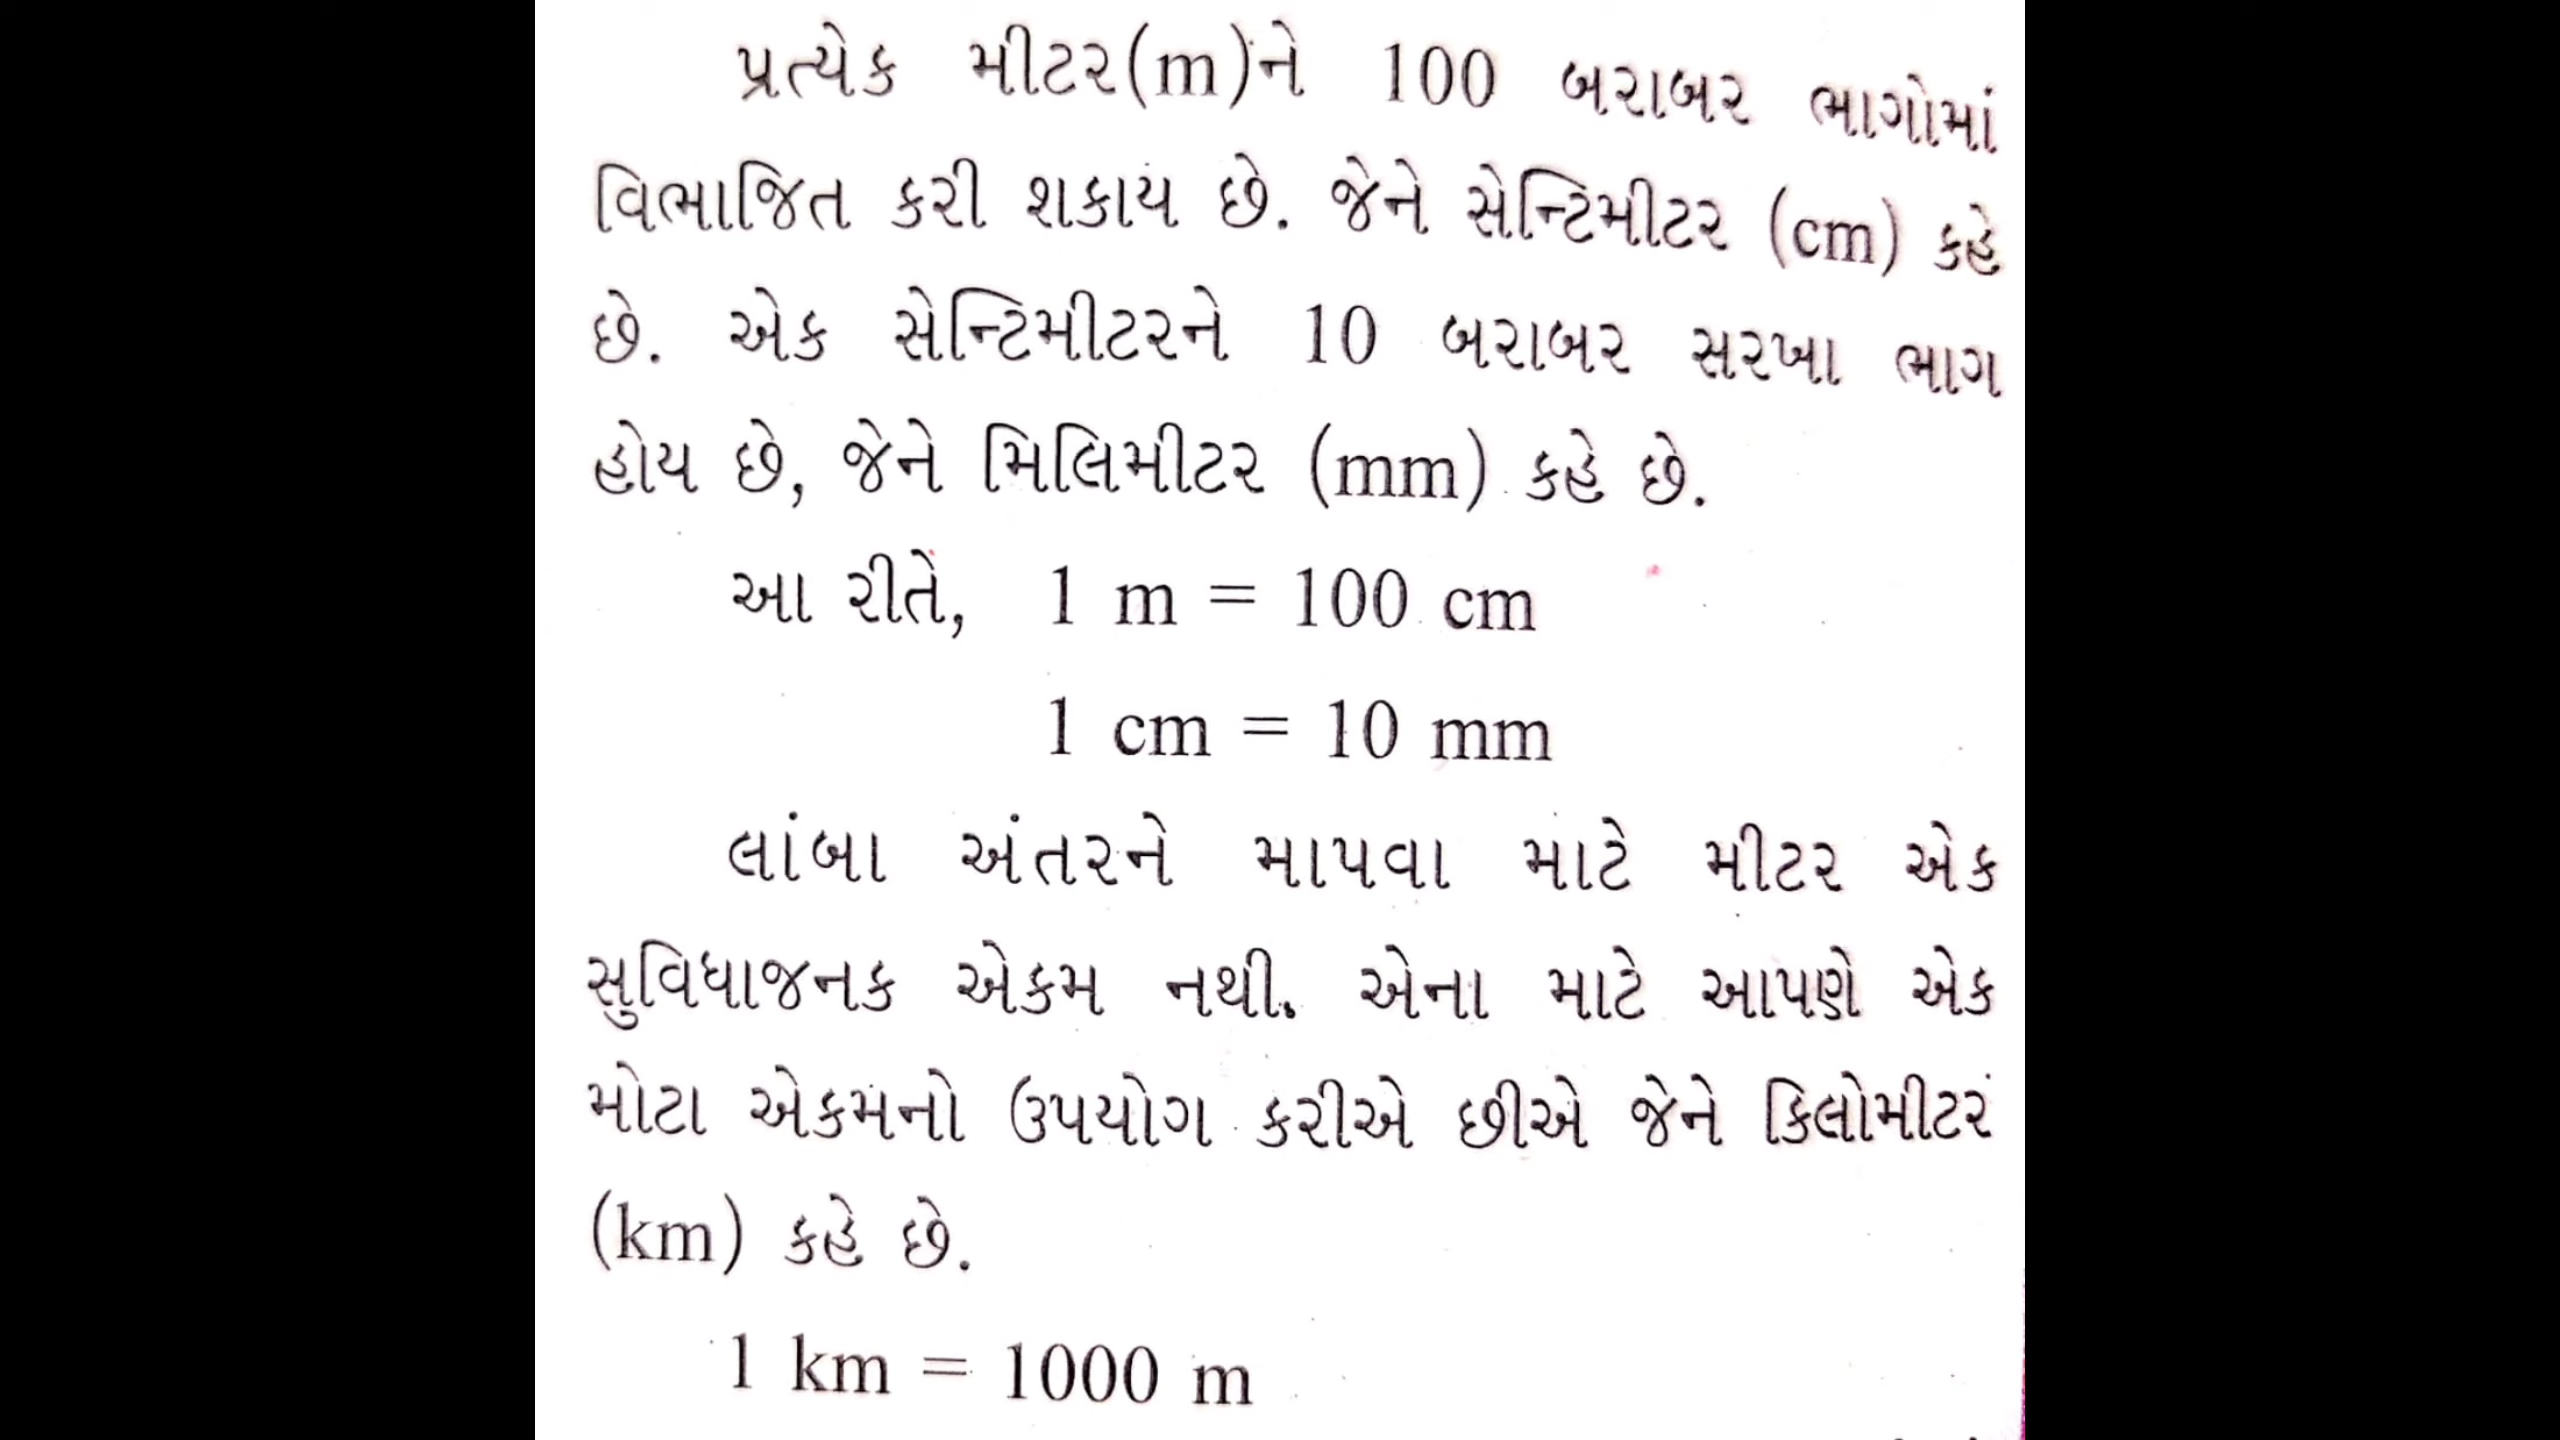 પ્રત્યેક મીટર(m)ને 100 બરાબર ભાગોમાં
વિભાજિત કરી શકાય છે. જેને સેન્ટિમીટર (cm) કહે
છે. એક સેન્ટિમીટરને 10 બરાબર સરખા ભાગ
હોય છે, જેને મિલિમીટર (mm) કહે છે.
આ રીતે, 1 m = 100 cm
1 cm = 10 mm
લાંબા અંતરને માપવા માટે મીટર એક
સુવિધાજનક એકમ નથી. એના માટે આપણે એક
મોટા એકમનો ઉપયોગ કરીએ છીએ જેને કિલોમીટર
(km) કહે છે.
1 km = 1000 m